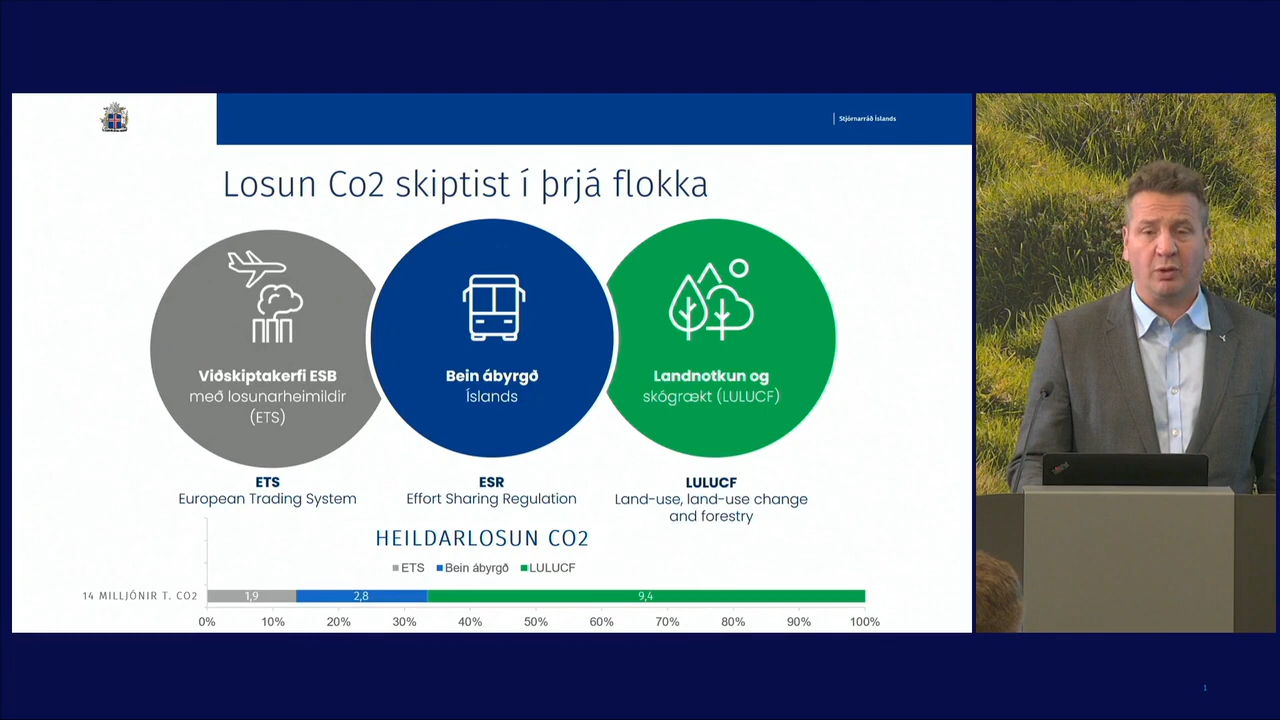 Stjórnarráð Íslands
Losun Co2 skiptist í þrjá flokka
Viðskiptakerfi ESB
með losunarheimildir
(ETS)
Bein ábyrgð
Íslands
Landnotkun og
skógrækt (LULUCF)
ETS
European Trading System
ESR
Effort Sharing Regulation
LULUCF
Land-use, land-use change
and forestry
HEILDARLOSUN CO2
ETS Bein ábyrgð LULUCF
14 MILLJÓNIR T. CO2 1,9 2,8 9,4
0% 10% 20% 30% 40% 50% 60% 70% 80% 90% 100%
1